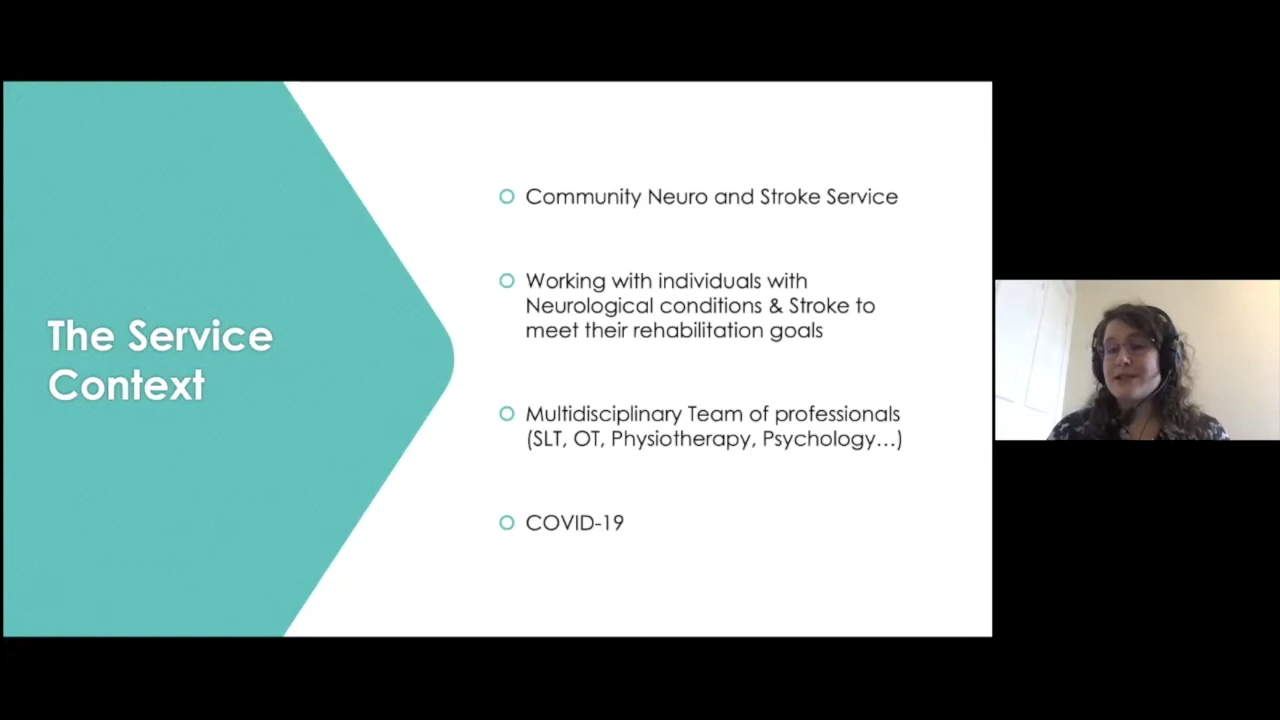 The Service
Context
Community Neuro and Stroke Service
Working with individuals with
Neurological conditions & Stroke to
meet their rehabilitation goals
Multidisciplinary Team of professionals
(SLT, OT, Physiotherapy, Psychology...)
COVID-19